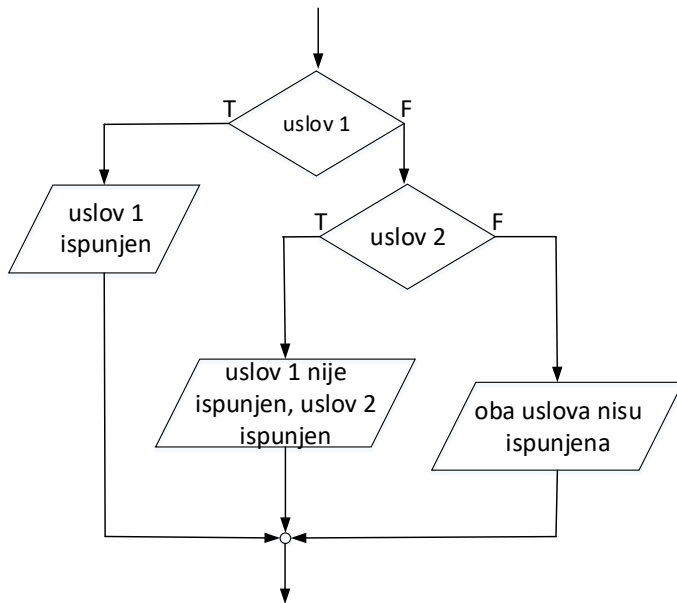 T
uslov 1
F
uslov 1
ispunjen
T
uslov 2
F
uslov 1 nije
ispunjen, uslov 2
ispunjen
oba uslova nisu
ispunjena